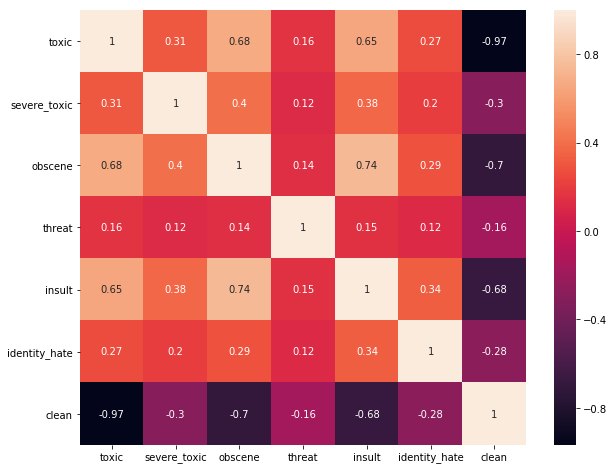 toxic 1 0.31 0.68 0.16 0.65 0.27 -0.97
severe_toxic 0.31 1 0.4 0.12 0.38 0.2 -0.3
obscene 0.68 0.4 1 0.14 0.74 0.29 -0.7
threat 0.16 0.12 0.14 1 0.15 0.12 -0.16
insult 0.65 0.38 0.74 0.15 1 0.34 -0.68
identity_hate 0.27 0.2 0.29 0.12 0.34 1 -0.28
clean -0.97 -0.3 -0.7 -0.16 -0.68 -0.28 1
toxic severe_toxic obscene threat insult identity_hate clean
0.8
0.4
0.0
−0.4
−0.8